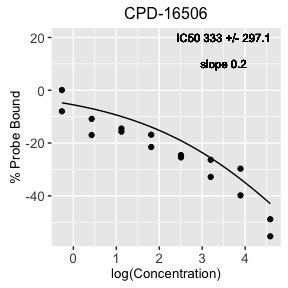 CPD-16506
IC50 333 +/- 297.1
slope 0.2
20
0
-20
-40
% Probe Bound
0
1
2
3
4
log(Concentration)